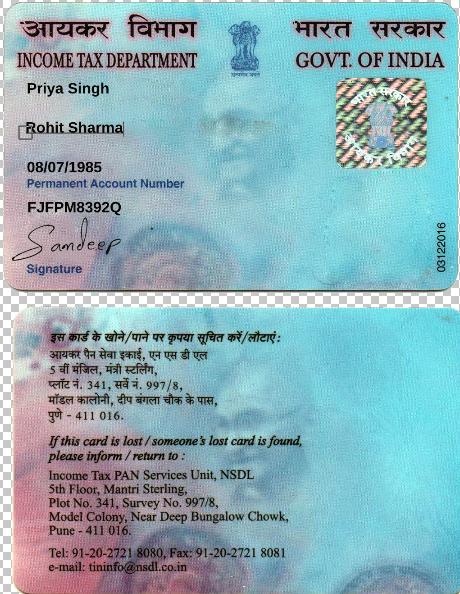 आयकर विभाग
INCOME TAX DEPARTMENT
भारत सरकार
GOVT. OF INDIA
Priya Singh
Rohit Sharma
08/07/1985
Permanent Account Number
FJFPM8392Q
Sandeep
Signature
03122016
भारत सरकार
आयकर विभाग
इस कार्ड के खोने/पाने पर कृपया सूचित करें/लौटाएं:
आयकर पैन सेवा इकाई, एन एस डी एल
5 वीं मंजिल, मंत्री स्टर्लिंग,
प्लॉट नं. 341, सर्वे नं. 997/8,
मॉडल कालोनी, दीप बंगला चौक के पास,
पुणे - 411 016.
If this card is lost / someone's lost card is found,
please inform / return to :
Income Tax PAN Services Unit, NSDL
5th Floor, Mantri Sterling,
Plot No. 341, Survey No. 997/8,
Model Colony, Near Deep Bungalow Chowk,
Pune - 411 016.
Tel: 91-20-2721 8080, Fax: 91-20-2721 8081
e-mail: tininfo@nsdl.co.in